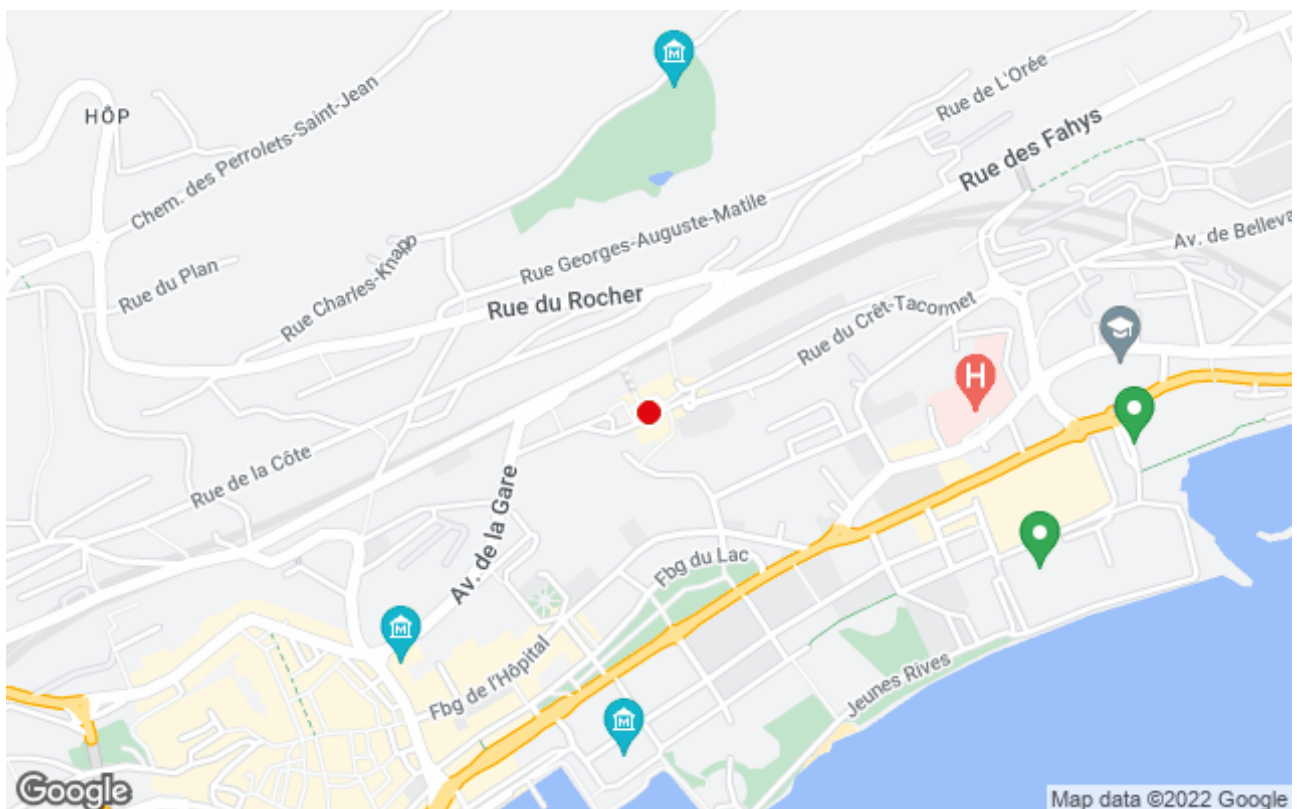 HÔP
Chem. des Perrolets-Saint-Jean
Rue de L'Orée
Rue des Fahys
Rue Georges-Auguste-Matile
Av. de Belleva
Rue du Plan
Rue Charles-Knapp
Rue du Rocher
Rue du Crêt-Taconnet
H
Rue de la Côte
Av. de la Gare
Fbg du Lac
M
M
M
Fbg de l'Hôpital
Jeunes Rives
Google
Map data ©2022 Google